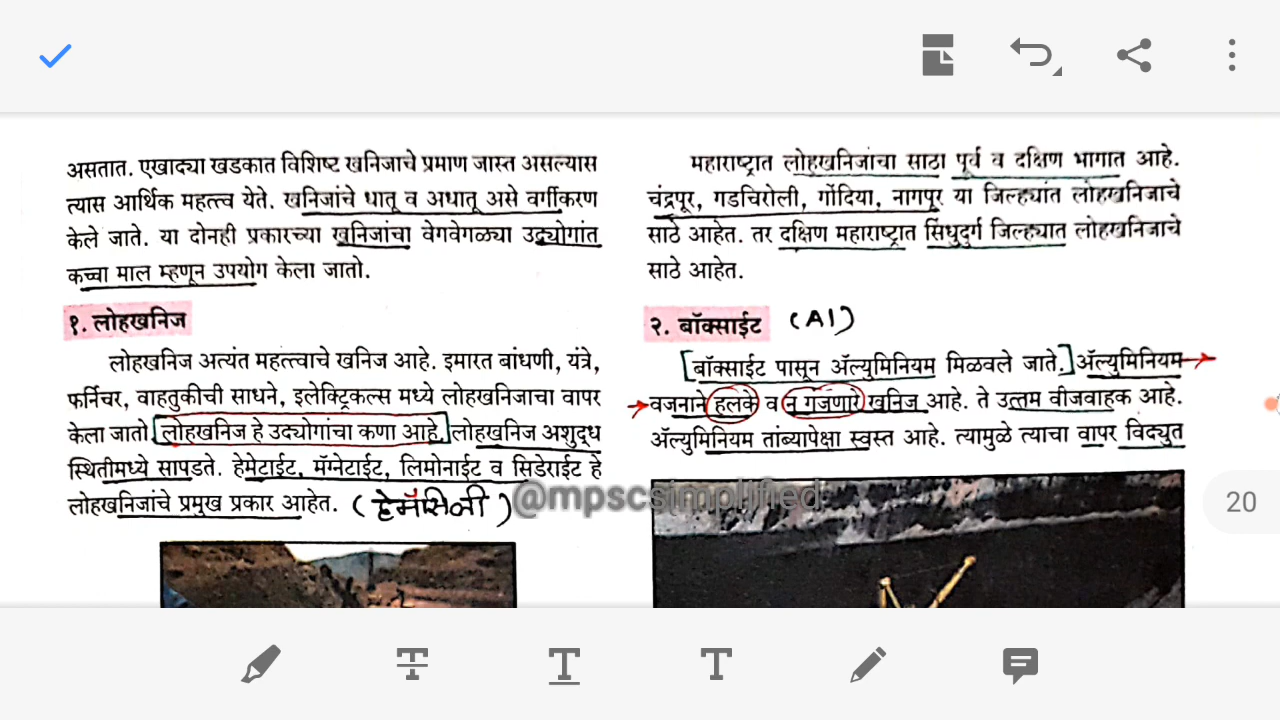 असतात. एखाद्या खडकात विशिष्ट खनिजाचे प्रमाण जास्त असल्यास
त्यास आर्थिक महत्त्व येते. खनिजांचे धातू व अधातू असे वर्गीकरण
केले जाते. या दोनही प्रकारच्या खनिजांचा वेगवेगळ्या उद्योगांत
कच्चा माल म्हणून उपयोग केला जातो.
१. लोहखनिज
लोहखनिज अत्यंत महत्त्वाचे खनिज आहे. इमारत बांधणी, यंत्रे,
फर्निचर, वाहतुकीची साधने, इलेक्ट्रिकल्स मध्ये लोहखनिजाचा वापर
केला जातो. [लोहखनिज हे उद्योगांचा कणा आहे.] लोहखनिज अशुद्ध
स्थितीमध्ये सापडते. हेमेटाईट, मॅग्नेटाईट, लिमोनाईट व सिडेराईट हे
लोहखनिजांचे प्रमुख प्रकार आहेत. (हेमॅसिली)
महाराष्ट्रात लोहखनिजांचा साठा पूर्व व दक्षिण भागात आहे.
चंद्रपूर, गडचिरोली, गोंदिया, नागपूर या जिल्ह्यांत लोहखनिजाचे
साठे आहेत. तर दक्षिण महाराष्ट्रात सिंधुदुर्ग जिल्ह्यात लोहखनिजाचे
साठे आहेत.
२. बॉक्साईट (Al)
[बॉक्साईट पासून ॲल्युमिनियम मिळवले जाते.] ॲल्युमिनियम
वजनाने हलके व न गंजणारे खनिज आहे. ते उत्तम वीजवाहक आहे.
ॲल्युमिनियम तांब्यापेक्षा स्वस्त आहे. त्यामुळे त्याचा वापर विद्युत
@mpscsimplified
20
T
T
T